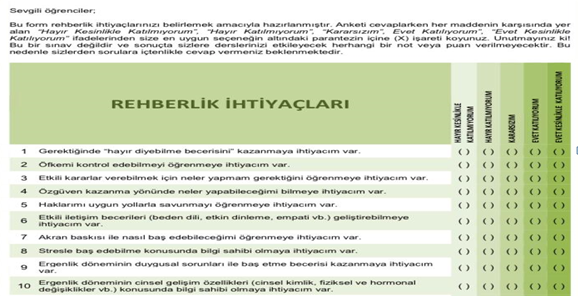 Sevgili öğrenciler;
Bu form rehberlik ihtiyaçlarınızı belirlemek amacıyla hazırlanmıştır. Anketi cevaplarken her maddenin karşısında yer
alan “Hayır Kesinlikle Katılmıyorum”, “Hayır Katılmıyorum”, “Kararsızım, Evet Katılıyorum”, “Evet Kesinlikle
Katılıyorum” ifadelerinden size en uygun seçeneğin altındaki parantezin içine (X) işareti koyunuz. Unutmayınız ki!
Bu bir sınav değildir ve sonuçta sizlere derslerinizi etkileyecek herhangi bir not veya puan verilmeyecektir. Bu
nedenle sizlerden sorulara içtenlikle cevap vermeniz beklenmektedir.
REHBERLİK İHTİYAÇLARI
HAYIR KESİNLİKLE
KATILMIYORUM
HAYIR KATILMIYORUM
KARARSIZIM
EVET KATILIYORUM
EVET KESİNLİKLE KATILIYORUM
1 Gerektiğinde “hayır diyebilme becerisini” kazanmaya ihtiyacım var. ( ) ( ) ( ) ( ) ( )
2 Öfkemi kontrol edebilmeyi öğrenmeye ihtiyacım var. ( ) ( ) ( ) ( ) ( )
3 Etkili kararlar verebilmek için neler yapmam gerektiğini öğrenmeye ihtiyacım var. ( ) ( ) ( ) ( ) ( )
4 Özgüven kazanma yönünde neler yapabileceğimi bilmeye ihtiyacım var. ( ) ( ) ( ) ( ) ( )
5 Haklarımı uygun yollarla savunmayı öğrenmeye ihtiyacım var. ( ) ( ) ( ) ( ) ( )
6 Etkili iletişim becerileri (beden dili, etkin dinleme, empati vb.) geliştirebilmeye
ihtiyacım var. ( ) ( ) ( ) ( ) ( )
7 Akran baskısı ile nasıl baş edebileceğimi öğrenmeye ihtiyacım var. ( ) ( ) ( ) ( ) ( )
8 Stresle baş edebilme konusunda bilgi sahibi olmaya ihtiyacım var. ( ) ( ) ( ) ( ) ( )
9 Ergenlik döneminin duygusal sorunları ile baş etme becerisi kazanmaya ihtiyacım
var. ( ) ( ) ( ) ( ) ( )
10 Ergenlik döneminin cinsel gelişim özellikleri (cinsel kimlik, fiziksel ve hormonal
değişiklikler vb.) konusunda bilgi sahibi olmaya ihtiyacım var. ( ) ( ) ( ) ( ) ( )